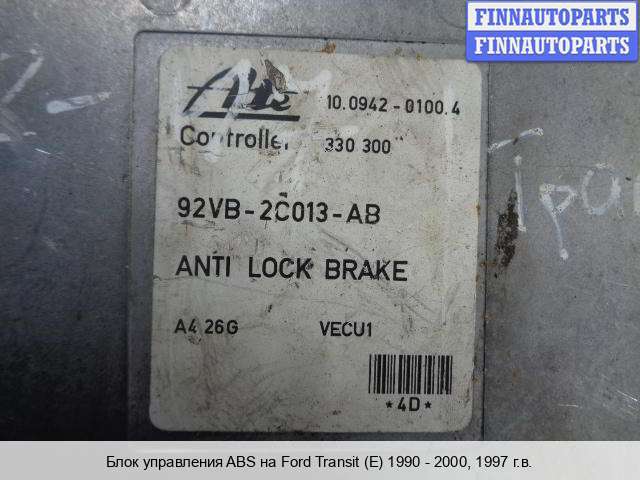 FINNAUTOPARTS
FINNAUTOPARTS
Ate 10.0942-0100.4
Controller 330 300
92VB-2C013-AB
ANTI LOCK BRAKE
A4 26G VECU1
*4D*
Блок управления ABS на Ford Transit (E) 1990 - 2000, 1997 г.в.